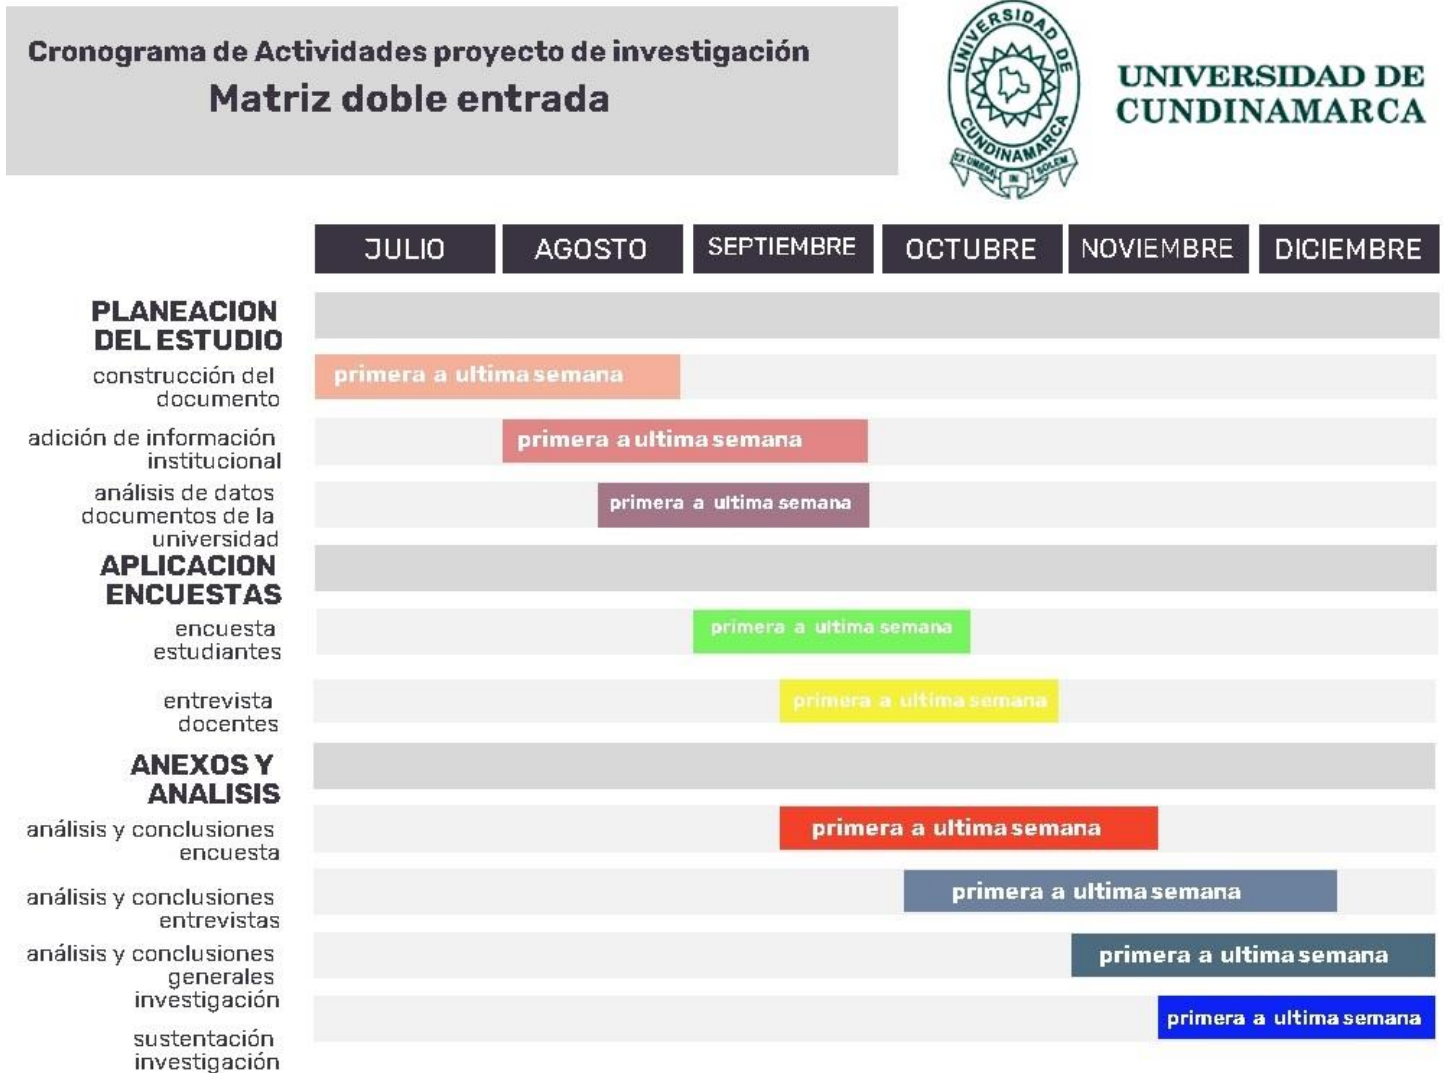 Cronograma de Actividades proyecto de investigación
Matriz doble entrada
UNIVERSIDAD DE
CUNDINAMARCA
EX UMBRA
IN
SOLEM
UNIVERSIDAD DE
CUNDINAMARCA
JULIO
AGOSTO
SEPTIEMBRE
OCTUBRE
NOVIEMBRE
DICIEMBRE
PLANEACION
DEL ESTUDIO
construcción del
documento
primera a ultima semana
adición de información
institucional
primera a ultima semana
análisis de datos
documentos de la
universidad
primera a ultima semana
APLICACION
ENCUESTAS
encuesta
estudiantes
primera a ultima semana
entrevista
docentes
primera a ultima semana
ANEXOS Y
ANALISIS
análisis y conclusiones
encuesta
primera a ultima semana
análisis y conclusiones
entrevistas
primera a ultima semana
análisis y conclusiones
generales
investigación
primera a ultima semana
sustentación
investigación
primera a ultima semana